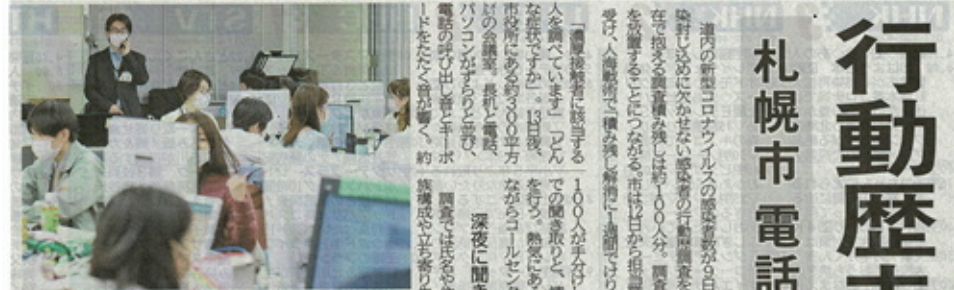 行動歴
札幌市 電話
道内の新型コロナウイルスの感染者数が9日
染封じ込めに欠かせない感染者の行動歴調査を
在で抱える調査積み残しは約100人分。調査
を放置することにつながる。市は12日から担当
受け、人海戦術で「積み残し解消に1週間でけり
「濃厚接触者に該当する
人を調べています」「どん
な症状ですか」。13日夜、
市役所にある約300平方
㍍の会議室。長机と電話、
パソコンがずらりと並び、
電話の呼び出し音とキーボ
ードをたたく音が響く。約
100人が手分けし
での聞き取りと、
を行う。熱気にあ
ながらコールセン
深夜に聞き
調査では氏名や
族構成や立ち寄り